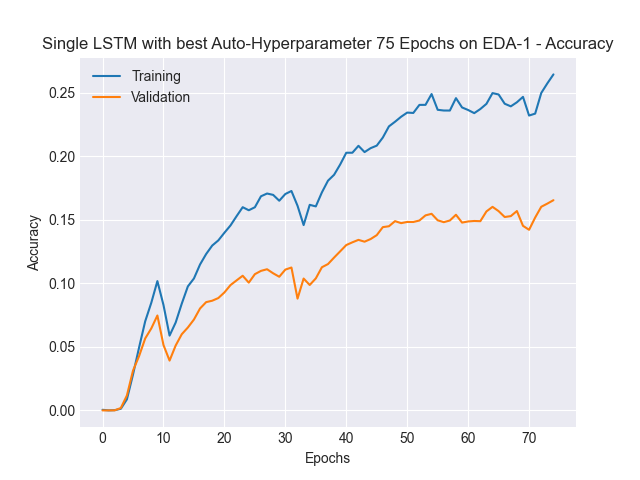 Single LSTM with best Auto-Hyperparameter 75 Epochs on EDA-1 - Accuracy
Training
Validation
0.25
0.20
0.15
0.10
0.05
0.00
Accuracy
0 10 20 30 40 50 60 70
Epochs